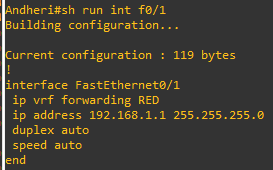 Andheri#sh run int f0/1
Building configuration...
Current configuration : 119 bytes
!
interface FastEthernet0/1
ip vrf forwarding RED
ip address 192.168.1.1 255.255.255.0
duplex auto
speed auto
end